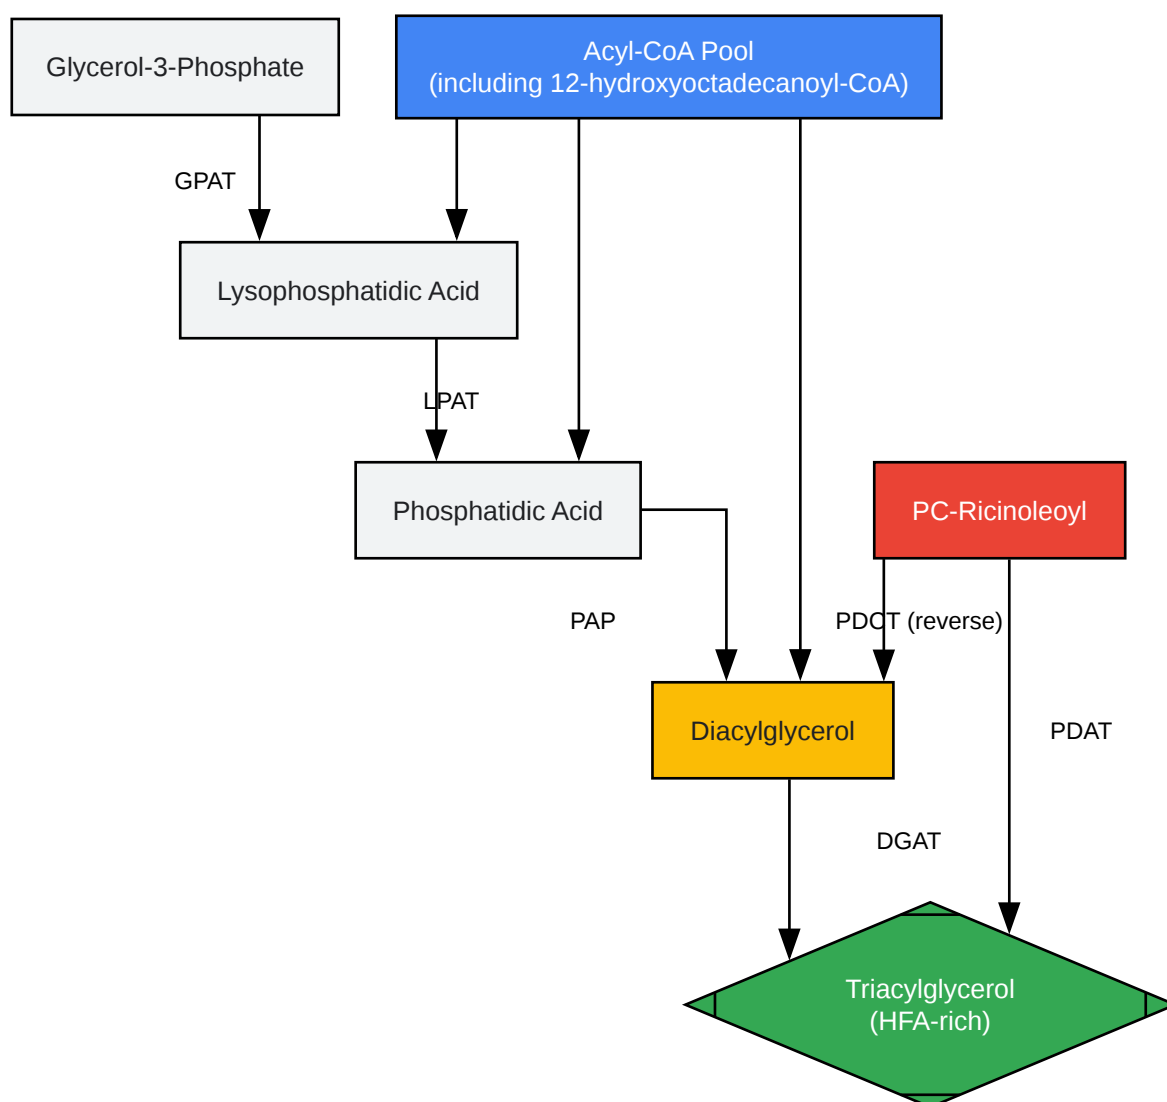 Glycerol-3-Phosphate
Acyl-CoA Pool
(including 12-hydroxyoctadecanoyl-CoA)
GPAT
Lysophosphatidic Acid
LPAT
Phosphatidic Acid
PC-Ricinoleoyl
PAP
PDCT (reverse)
Diacylglycerol
PDAT
DGAT
Triacylglycerol
(HFA-rich)